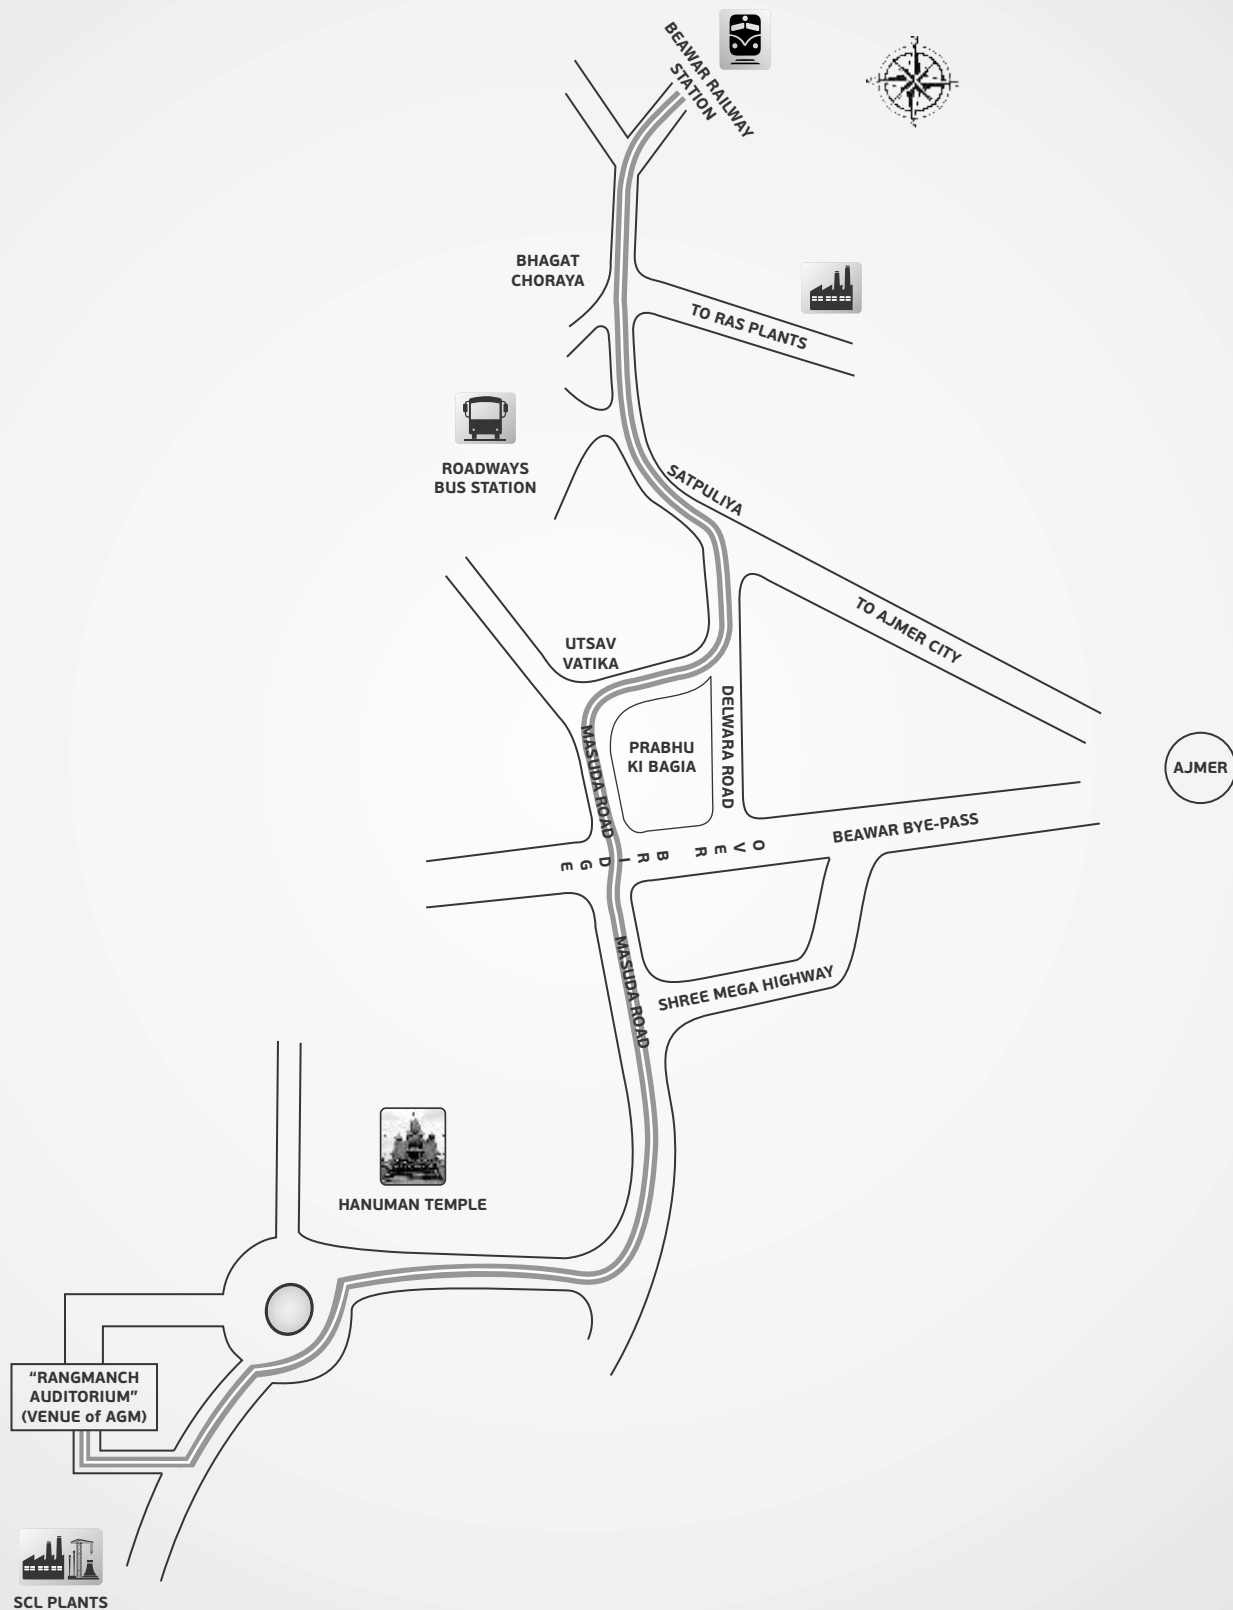 BEAWAR RAILWAY
STATION
BHAGAT
CHORAYA
TO RAS PLANTS
ROADWAYS
BUS STATION
SATPULIYA
TO AJMER CITY
UTSAV
VATIKA
MASUDA ROAD
PRABHU
KI BAGIA
DELWARA ROAD
AJMER
BEAWAR BYE-PASS
OVER BRIDGE
MASUDA ROAD
SHREE MEGA HIGHWAY
HANUMAN TEMPLE
“RANGMANCH
AUDITORIUM”
(VENUE of AGM)
SCL PLANTS